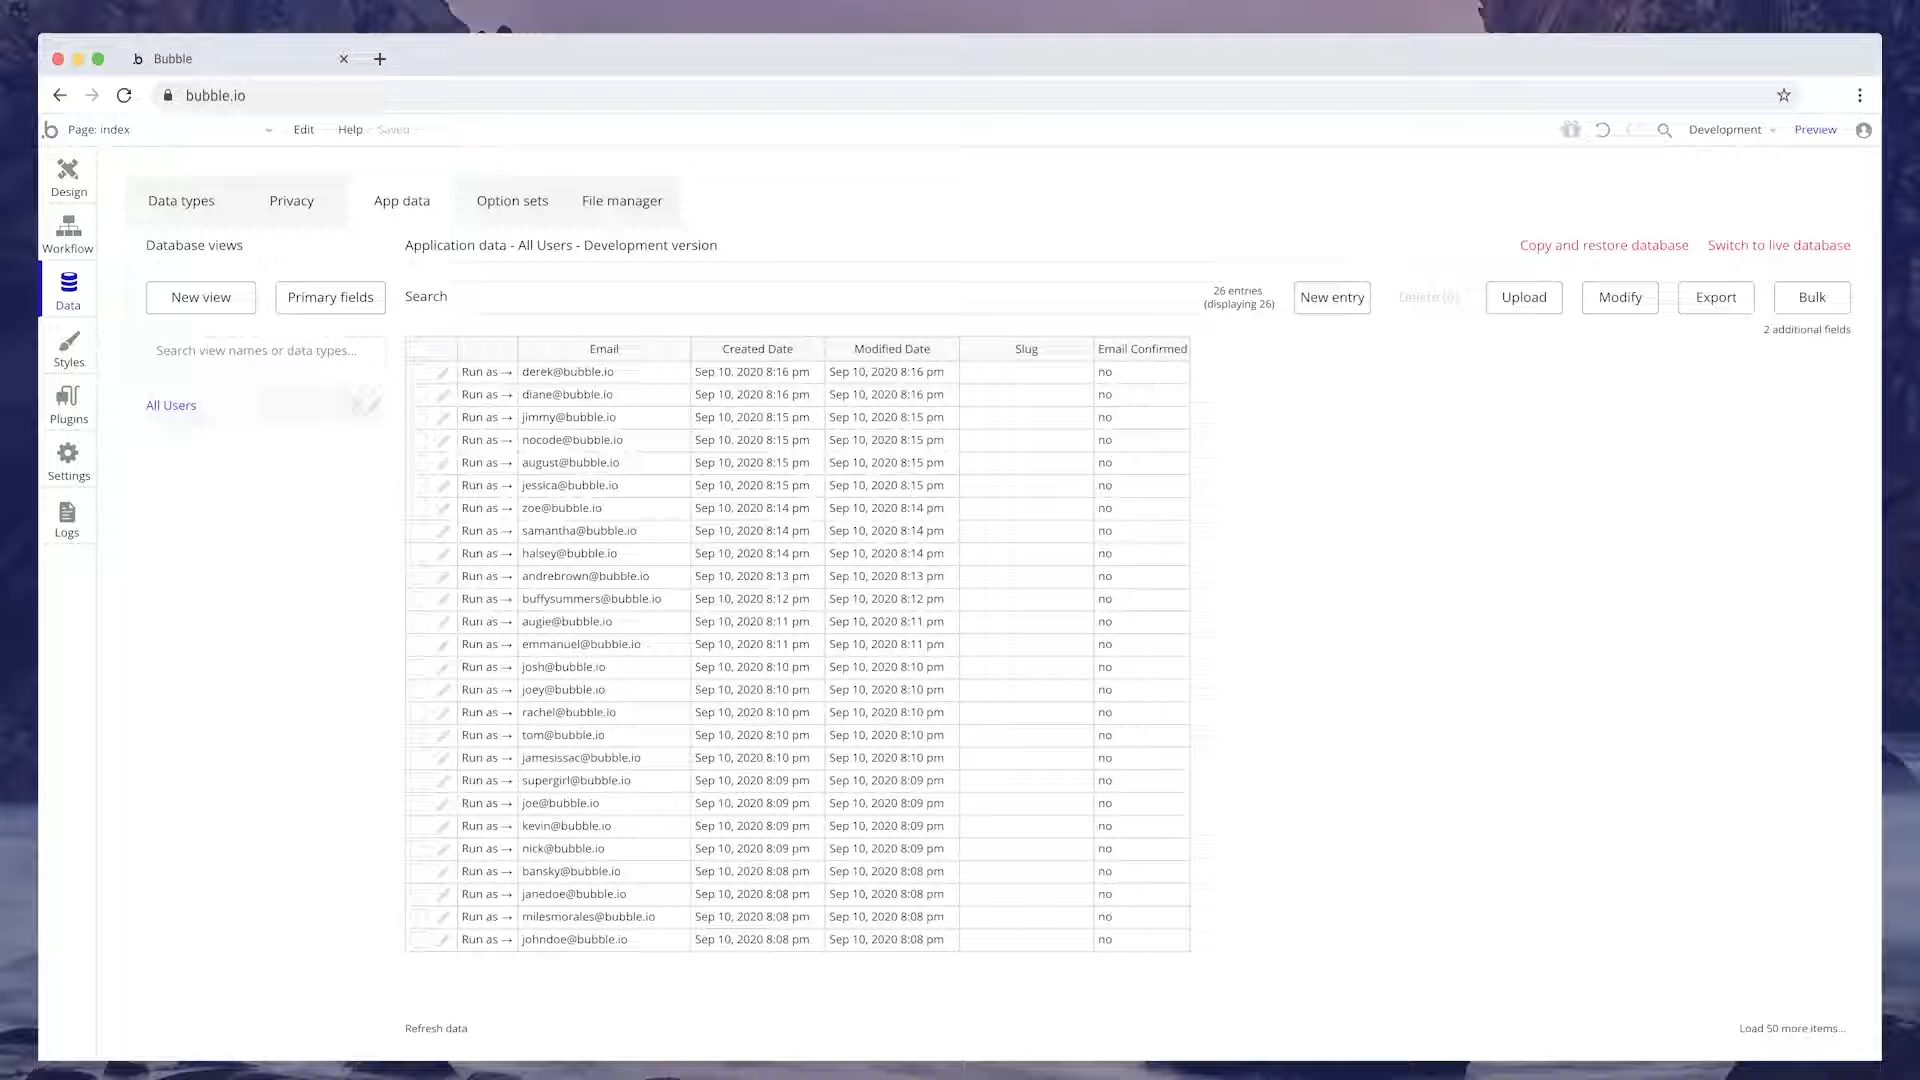 Bubble
bubble.io
Page: index Edit Help Saved
Development Preview
Design
Workflow
Data
Styles
Plugins
Settings
Logs
Data types Privacy App data Option sets File manager
Database views
Application data - All Users - Development version
Copy and restore database Switch to live database
New view Primary fields
Search
26 entries
(displaying 26)
New entry Delete (0) Upload Modify Export Bulk
2 additional fields
Search view names or data types...
All Users
Email Created Date Modified Date Slug Email Confirmed
Run as → derek@bubble.io Sep 10, 2020 8:16 pm Sep 10, 2020 8:16 pm no
Run as → diane@bubble.io Sep 10, 2020 8:16 pm Sep 10, 2020 8:16 pm no
Run as → jimmy@bubble.io Sep 10, 2020 8:15 pm Sep 10, 2020 8:15 pm no
Run as → nocode@bubble.io Sep 10, 2020 8:15 pm Sep 10, 2020 8:15 pm no
Run as → august@bubble.io Sep 10, 2020 8:15 pm Sep 10, 2020 8:15 pm no
Run as → jessica@bubble.io Sep 10, 2020 8:15 pm Sep 10, 2020 8:15 pm no
Run as → zoe@bubble.io Sep 10, 2020 8:14 pm Sep 10, 2020 8:14 pm no
Run as → samantha@bubble.io Sep 10, 2020 8:14 pm Sep 10, 2020 8:14 pm no
Run as → halsey@bubble.io Sep 10, 2020 8:14 pm Sep 10, 2020 8:14 pm no
Run as → andrebrown@bubble.io Sep 10, 2020 8:13 pm Sep 10, 2020 8:13 pm no
Run as → buffysummers@bubble.io Sep 10, 2020 8:12 pm Sep 10, 2020 8:12 pm no
Run as → augie@bubble.io Sep 10, 2020 8:11 pm Sep 10, 2020 8:11 pm no
Run as → emmanuel@bubble.io Sep 10, 2020 8:11 pm Sep 10, 2020 8:11 pm no
Run as → josh@bubble.io Sep 10, 2020 8:10 pm Sep 10, 2020 8:10 pm no
Run as → joey@bubble.io Sep 10, 2020 8:10 pm Sep 10, 2020 8:10 pm no
Run as → rachel@bubble.io Sep 10, 2020 8:10 pm Sep 10, 2020 8:10 pm no
Run as → tom@bubble.io Sep 10, 2020 8:10 pm Sep 10, 2020 8:10 pm no
Run as → jamesissac@bubble.io Sep 10, 2020 8:10 pm Sep 10, 2020 8:10 pm no
Run as → supergirl@bubble.io Sep 10, 2020 8:09 pm Sep 10, 2020 8:09 pm no
Run as → joe@bubble.io Sep 10, 2020 8:09 pm Sep 10, 2020 8:09 pm no
Run as → kevin@bubble.io Sep 10, 2020 8:09 pm Sep 10, 2020 8:09 pm no
Run as → nick@bubble.io Sep 10, 2020 8:09 pm Sep 10, 2020 8:09 pm no
Run as → bansky@bubble.io Sep 10, 2020 8:08 pm Sep 10, 2020 8:08 pm no
Run as → janedoe@bubble.io Sep 10, 2020 8:08 pm Sep 10, 2020 8:08 pm no
Run as → milesmorales@bubble.io Sep 10, 2020 8:08 pm Sep 10, 2020 8:08 pm no
Run as → johndoe@bubble.io Sep 10, 2020 8:08 pm Sep 10, 2020 8:08 pm no
Refresh data
Load 50 more items...